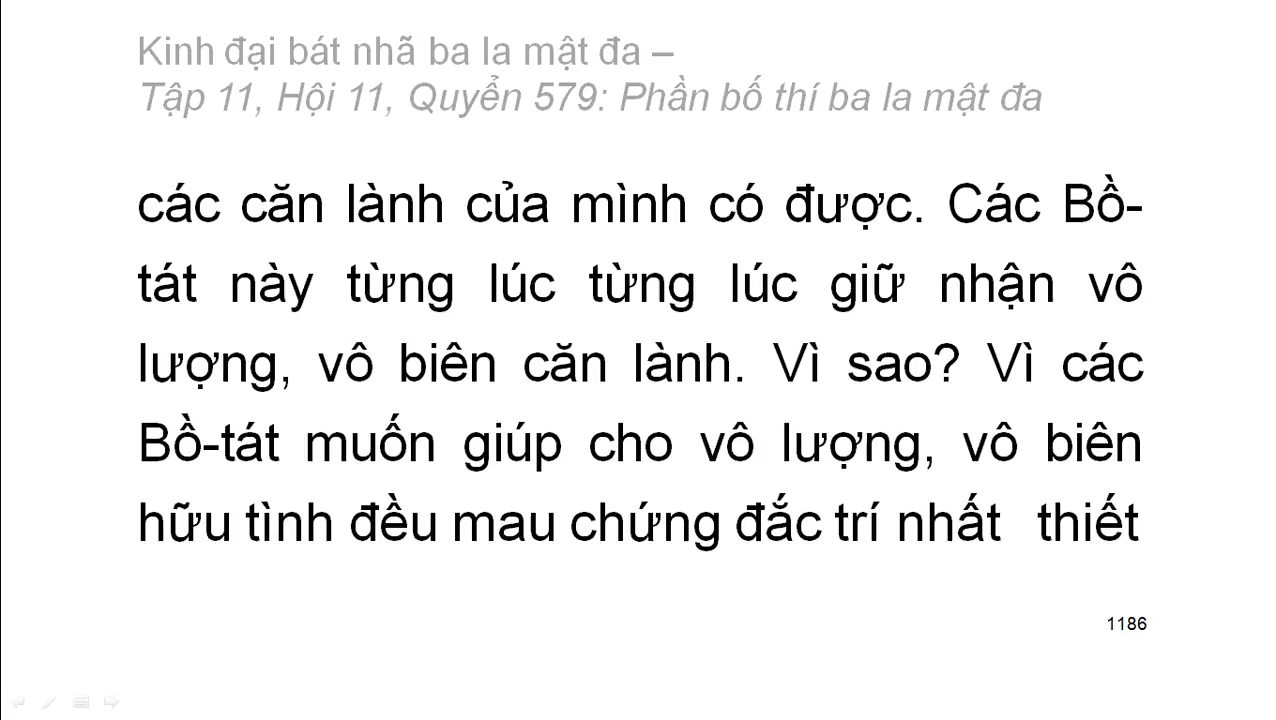 Kinh đại bát nhã ba la mật đa –
Tập 11, Hội 11, Quyển 579: Phần bố thí ba la mật đa
các căn lành của mình có được. Các Bồ-
tát này từng lúc từng lúc giữ nhận vô
lượng, vô biên căn lành. Vì sao? Vì các
Bồ-tát muốn giúp cho vô lượng, vô biên
hữu tình đều mau chứng đắc trí nhất thiết
1186